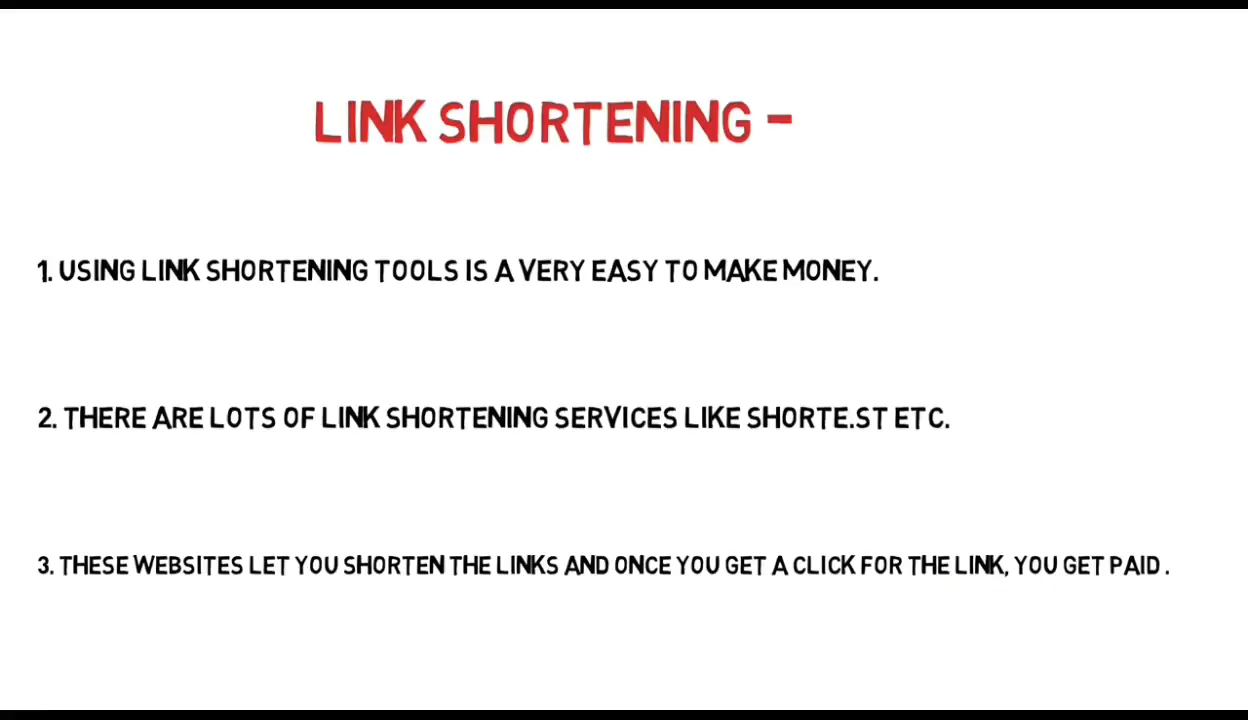 LINK SHORTENING -
1. USING LINK SHORTENING TOOLS IS A VERY EASY TO MAKE MONEY.
2. THERE ARE LOTS OF LINK SHORTENING SERVICES LIKE SHORTE.ST ETC.
3. THESE WEBSITES LET YOU SHORTEN THE LINKS AND ONCE YOU GET A CLICK FOR THE LINK, YOU GET PAID .